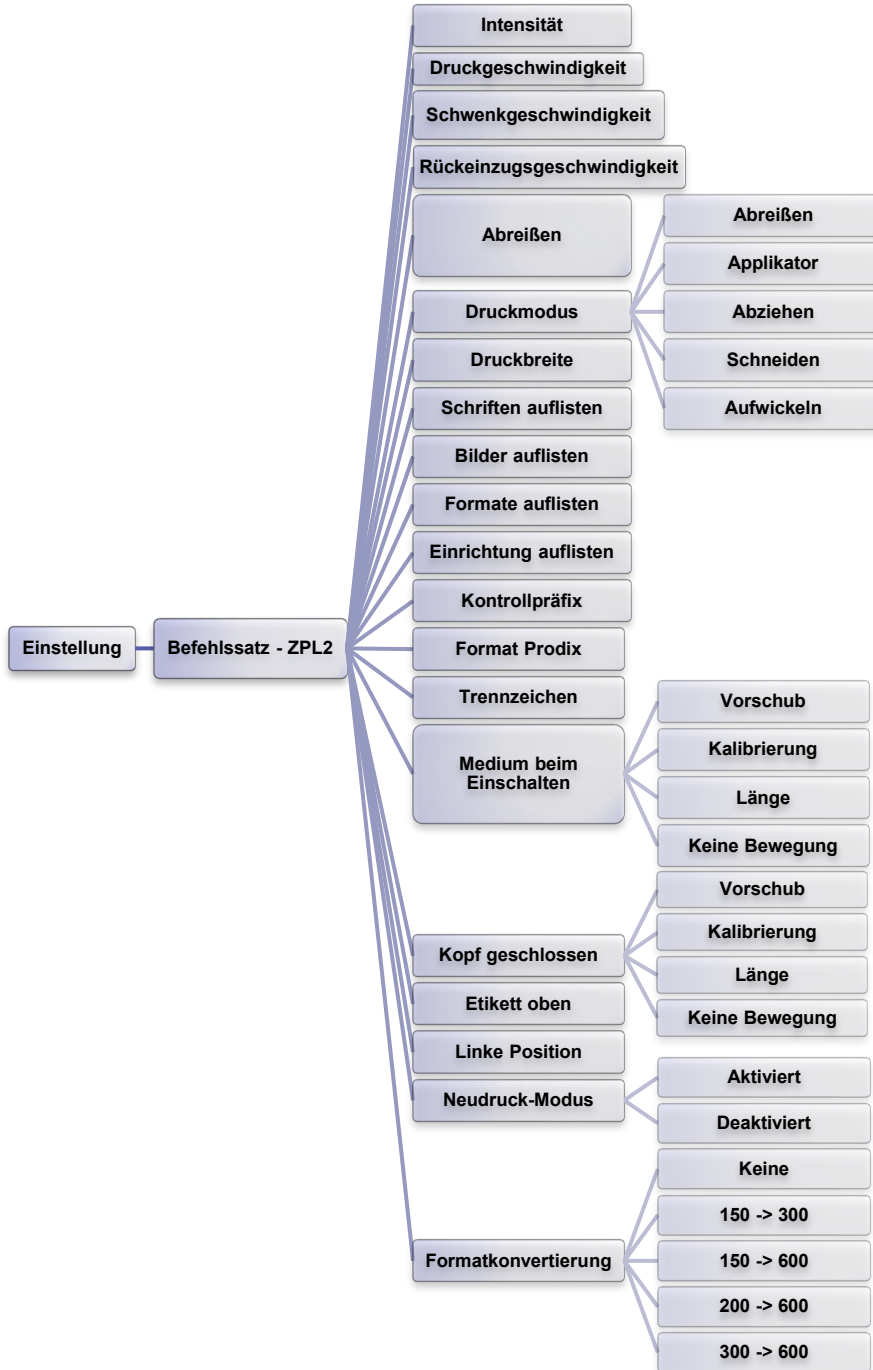 Einstellung
Befehlssatz - ZPL2
Intensität
Druckgeschwindigkeit
Schwenkgeschwindigkeit
Rückeinzugsgeschwindigkeit
Abreißen
Druckmodus
Abreißen
Applikator
Abziehen
Schneiden
Aufwickeln
Druckbreite
Schriften auflisten
Bilder auflisten
Formate auflisten
Einrichtung auflisten
Kontrollpräfix
Format Prodix
Trennzeichen
Medium beim
Einschalten
Vorschub
Kalibrierung
Länge
Keine Bewegung
Kopf geschlossen
Vorschub
Kalibrierung
Länge
Keine Bewegung
Etikett oben
Linke Position
Neudruck-Modus
Aktiviert
Deaktiviert
Formatkonvertierung
Keine
150 -> 300
150 -> 600
200 -> 600
300 -> 600